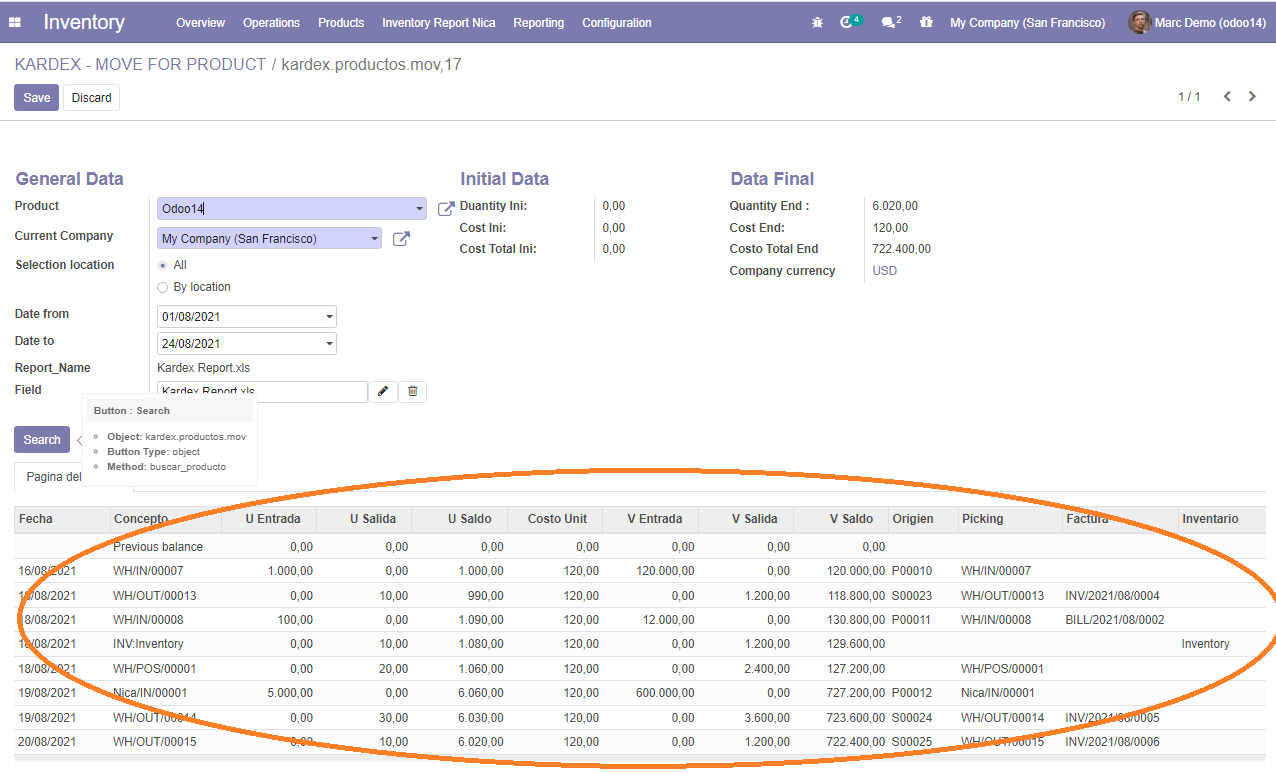 Inventory Overview Operations Products Inventory Report Nica Reporting Configuration 4 2 My Company (San Francisco) Marc Demo (odoo14)
KARDEX - MOVE FOR PRODUCT / kardex.productos.mov,17
Save Discard 1 / 1
General Data Initial Data Data Final
Product Odoo14 Duantity Ini: 0,00 Quantity End : 6.020,00
Current Company My Company (San Francisco) Cost Ini: 0,00 Cost End: 120,00
Cost Total Ini: 0,00 Costo Total End 722.400,00
Selection location All Company currency USD
By location
Date from 01/08/2021
Date to 24/08/2021
Report_Name Kardex Report.xls
Field Kardex Report.xls
Button : Search
Search Object: kardex.productos.mov
Button Type: object
Method: buscar_producto
Pagina del
Fecha Concepto U Entrada U Salida U Saldo Costo Unit V Entrada V Salida V Saldo Origien Picking Factura Inventario
Previous balance 0,00 0,00 0,00 0,00 0,00 0,00 0,00
16/08/2021 WH/IN/00007 1.000,00 0,00 1.000,00 120,00 120.000,00 0,00 120.000,00 P00010 WH/IN/00007
/08/2021 WH/OUT/00013 0,00 10,00 990,00 120,00 0,00 1.200,00 118.800,00 S00023 WH/OUT/00013 INV/2021/08/0004
8/08/2021 WH/IN/00008 100,00 0,00 1.090,00 120,00 12.000,00 0,00 130.800,00 P00011 WH/IN/00008 BILL/2021/08/0002
18/08/2021 INV:Inventory 0,00 10,00 1.080,00 120,00 0,00 1.200,00 129.600,00 Inventory
18/08/2021 WH/POS/00001 0,00 20,00 1.060,00 120,00 0,00 2.400,00 127.200,00 WH/POS/00001
19/08/2021 Nica/IN/00001 5.000,00 0,00 6.060,00 120,00 600.000,00 0,00 727.200,00 P00012 Nica/IN/00001
19/08/2021 WH/OUT/00014 0,00 30,00 6.030,00 120,00 0,00 3.600,00 723.600,00 S00024 WH/OUT/00014 INV/2021/08/0005
20/08/2021 WH/OUT/00015 0,00 10,00 6.020,00 120,00 0,00 1.200,00 722.400,00 S00025 WH/OUT/00015 INV/2021/08/0006